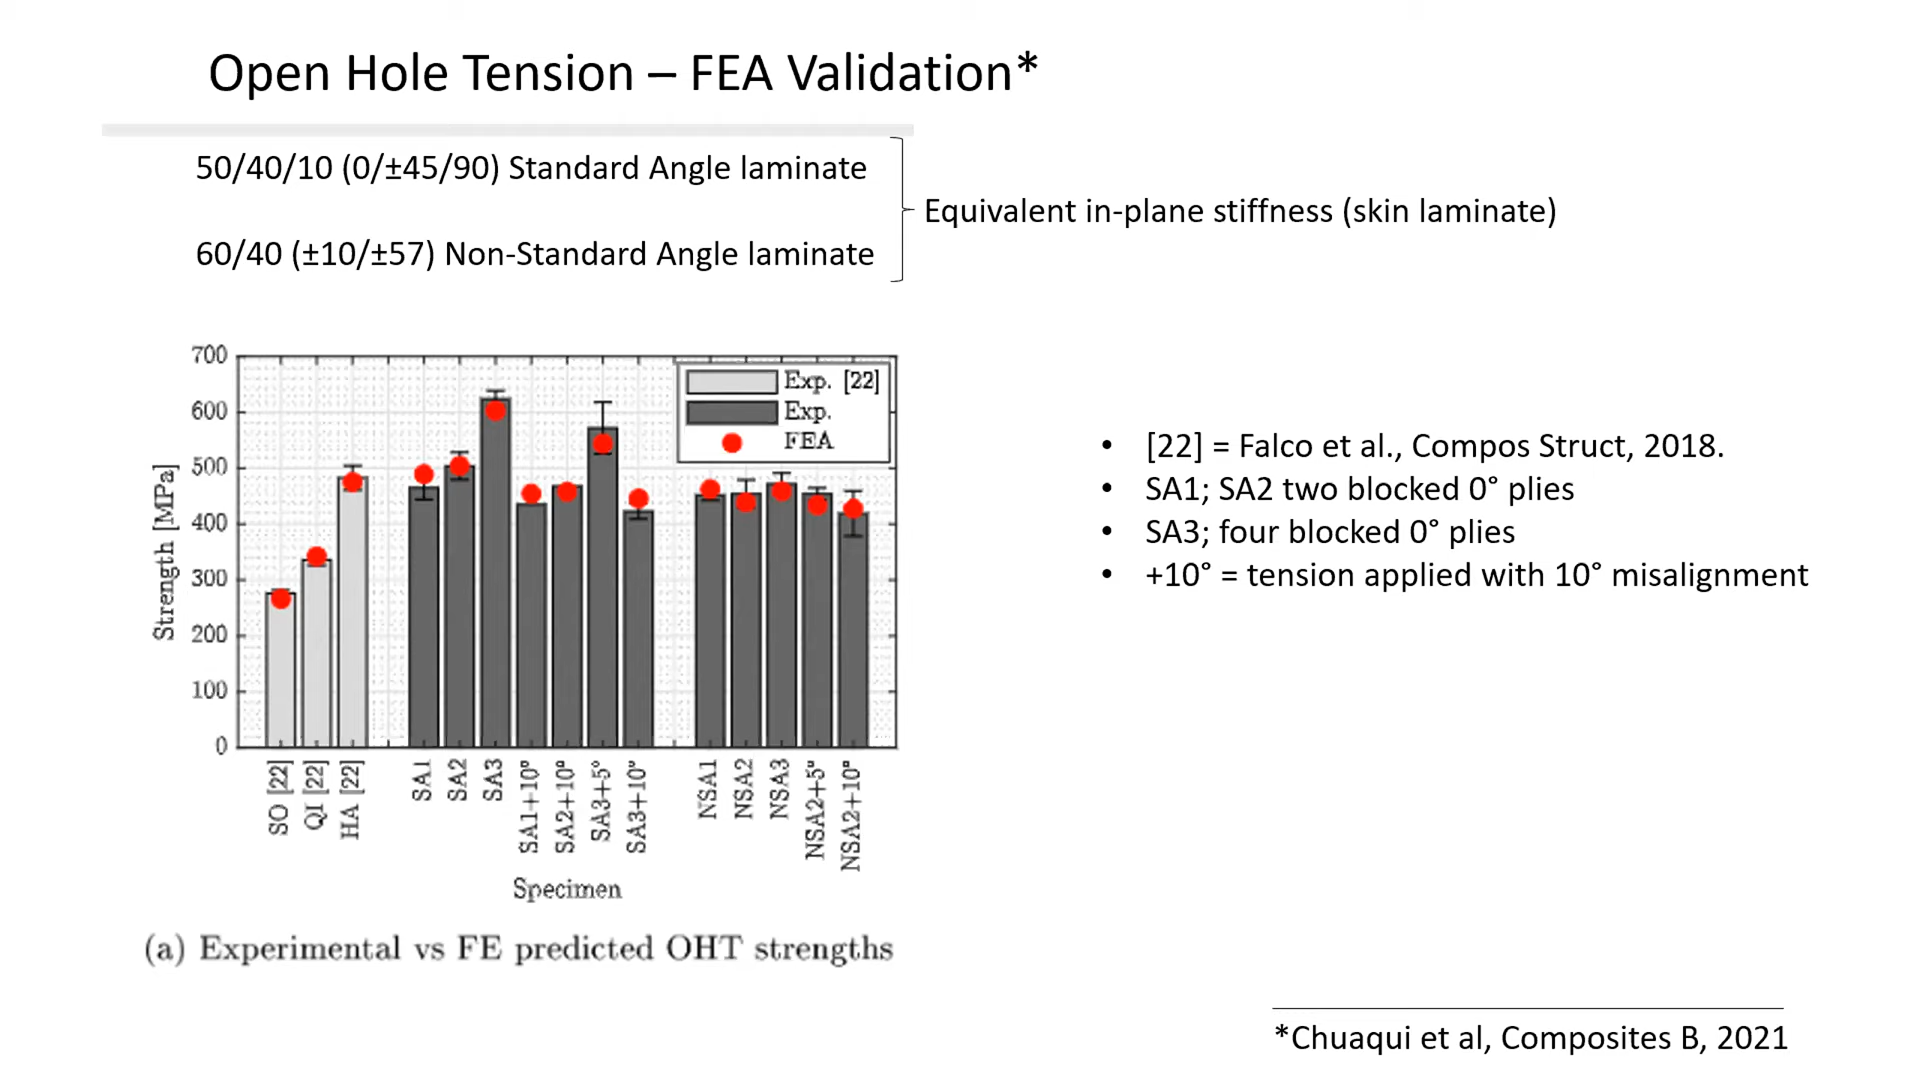 Open Hole Tension – FEA Validation*
50/40/10 (0/±45/90) Standard Angle laminate
Equivalent in-plane stiffness (skin laminate)
60/40 (±10/±57) Non-Standard Angle laminate
700
600
500
400
300
200
100
0
Strength [MPa]
Exp. [22]
Exp.
FEA
SO [22]
QI [22]
HA [22]
SA1
SA2
SA3
SA1+10°
SA2+10°
SA3+5°
SA3+10°
NSA1
NSA2
NSA3
NSA2+5°
NSA2+10°
Specimen
(a) Experimental vs FE predicted OHT strengths
• [22] = Falco et al., Compos Struct, 2018.
• SA1; SA2 two blocked 0° plies
• SA3; four blocked 0° plies
• +10° = tension applied with 10° misalignment
*Chuaqui et al, Composites B, 2021